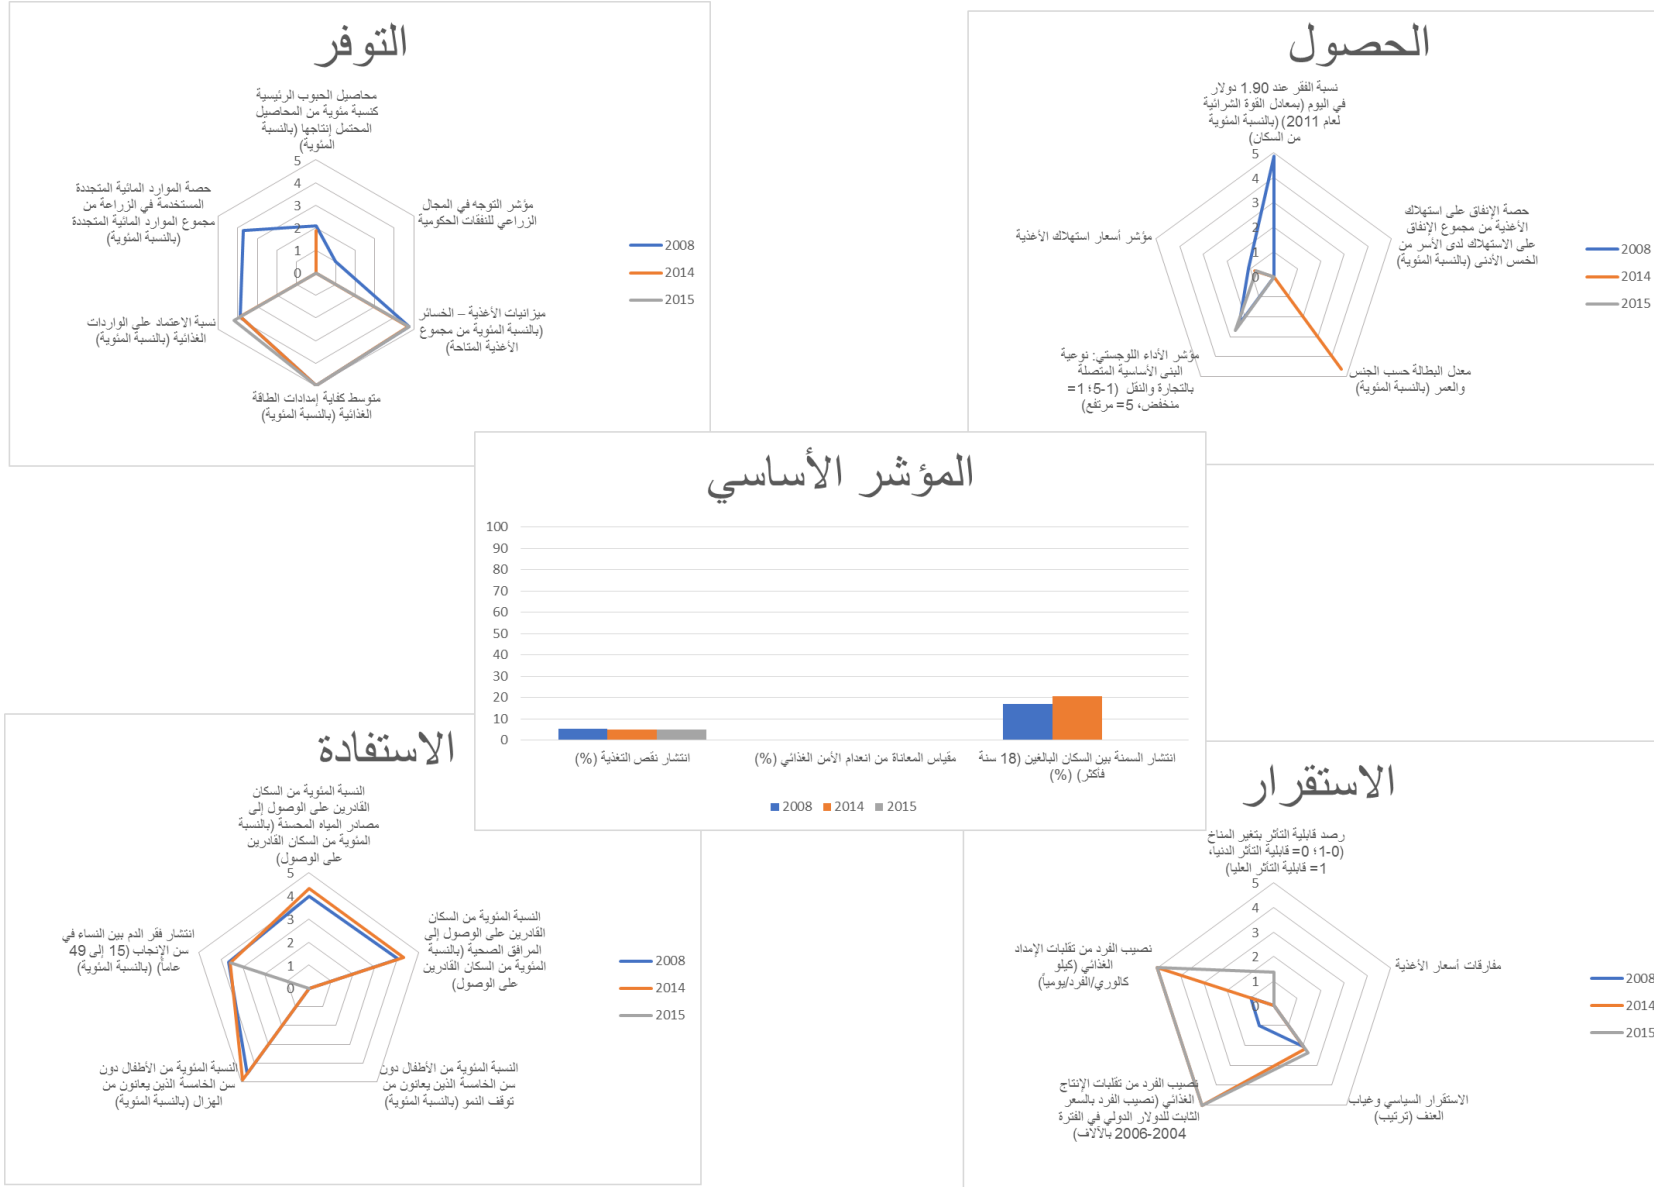 التوفر
محاصيل الحبوب الرئيسية
كنسبة مئوية من المحاصيل
المحتمل إنتاجها (بالنسبة
المئوية)
مؤشر التوجه في المجال
الزراعي للنفقات الحكومية
ميزانيات الأغذية – الخسائر
(بالنسبة المئوية من مجموع
الأغذية المتاحة)
متوسط كفاية إمدادات الطاقة
الغذائية (بالنسبة المئوية)
نسبة الاعتماد على الواردات
الغذائية (بالنسبة المئوية)
حصة الموارد المائية المتجددة
المستخدمة في الزراعة من
مجموع الموارد المائية المتجددة
(بالنسبة المئوية)
5
4
3
2
1
0
2008
2014
2015
الحصول
نسبة الفقر عند 1.90 دولار
في اليوم (بمعادل القوة الشرائية
لعام 2011) (بالنسبة المئوية
من السكان)
حصة الإنفاق على استهلاك
الأغذية من مجموع الإنفاق
على الاستهلاك لدى الأسر من
الخمس الأدنى (بالنسبة المئوية)
معدل البطالة حسب الجنس
والعمر (بالنسبة المئوية)
مؤشر الأداء اللوجستي: نوعية
البنى الأساسية المتصلة
بالتجارة والنقل (1-5؛ 1=
منخفض، 5= مرتفع)
مؤشر أسعار استهلاك الأغذية
5
4
3
2
1
0
2008
2014
2015
المؤشر الأساسي
100
90
80
70
60
50
40
30
20
10
0
انتشار نقص التغذية (%)
مقياس المعاناة من انعدام الأمن الغذائي (%)
انتشار السمنة بين السكان البالغين (18 سنة
فأكثر) (%)
2008 2014 2015
الاستفادة
النسبة المئوية من السكان
القادرين على الوصول إلى
مصادر المياه المحسنة (بالنسبة
المئوية من السكان القادرين
على الوصول)
النسبة المئوية من السكان
القادرين على الوصول إلى
المرافق الصحية (بالنسبة
المئوية من السكان القادرين
على الوصول)
النسبة المئوية من الأطفال دون
سن الخامسة الذين يعانون من
توقف النمو (بالنسبة المئوية)
النسبة المئوية من الأطفال دون
سن الخامسة الذين يعانون من
الهزال (بالنسبة المئوية)
انتشار فقر الدم بين النساء في
سن الإنجاب (15 إلى 49
عاماً) (بالنسبة المئوية)
5
4
3
2
1
0
2008
2014
2015
الاستقرار
رصد قابلية التأثر بتغير المناخ
(0-1؛ 0= قابلية التأثر الدنيا،
1= قابلية التأثر العليا)
مفارقات أسعار الأغذية
الاستقرار السياسي وغياب
العنف (ترتيب)
نصيب الفرد من تقلبات الإنتاج
الغذائي (نصيب الفرد بالسعر
الثابت للدولار الدولي في الفترة
2004-2006 بالآلاف)
نصيب الفرد من تقلبات الإمداد
الغذائي (كيلو
كالوري/الفرد/يومياً)
5
4
3
2
1
0
2008
2014
2015